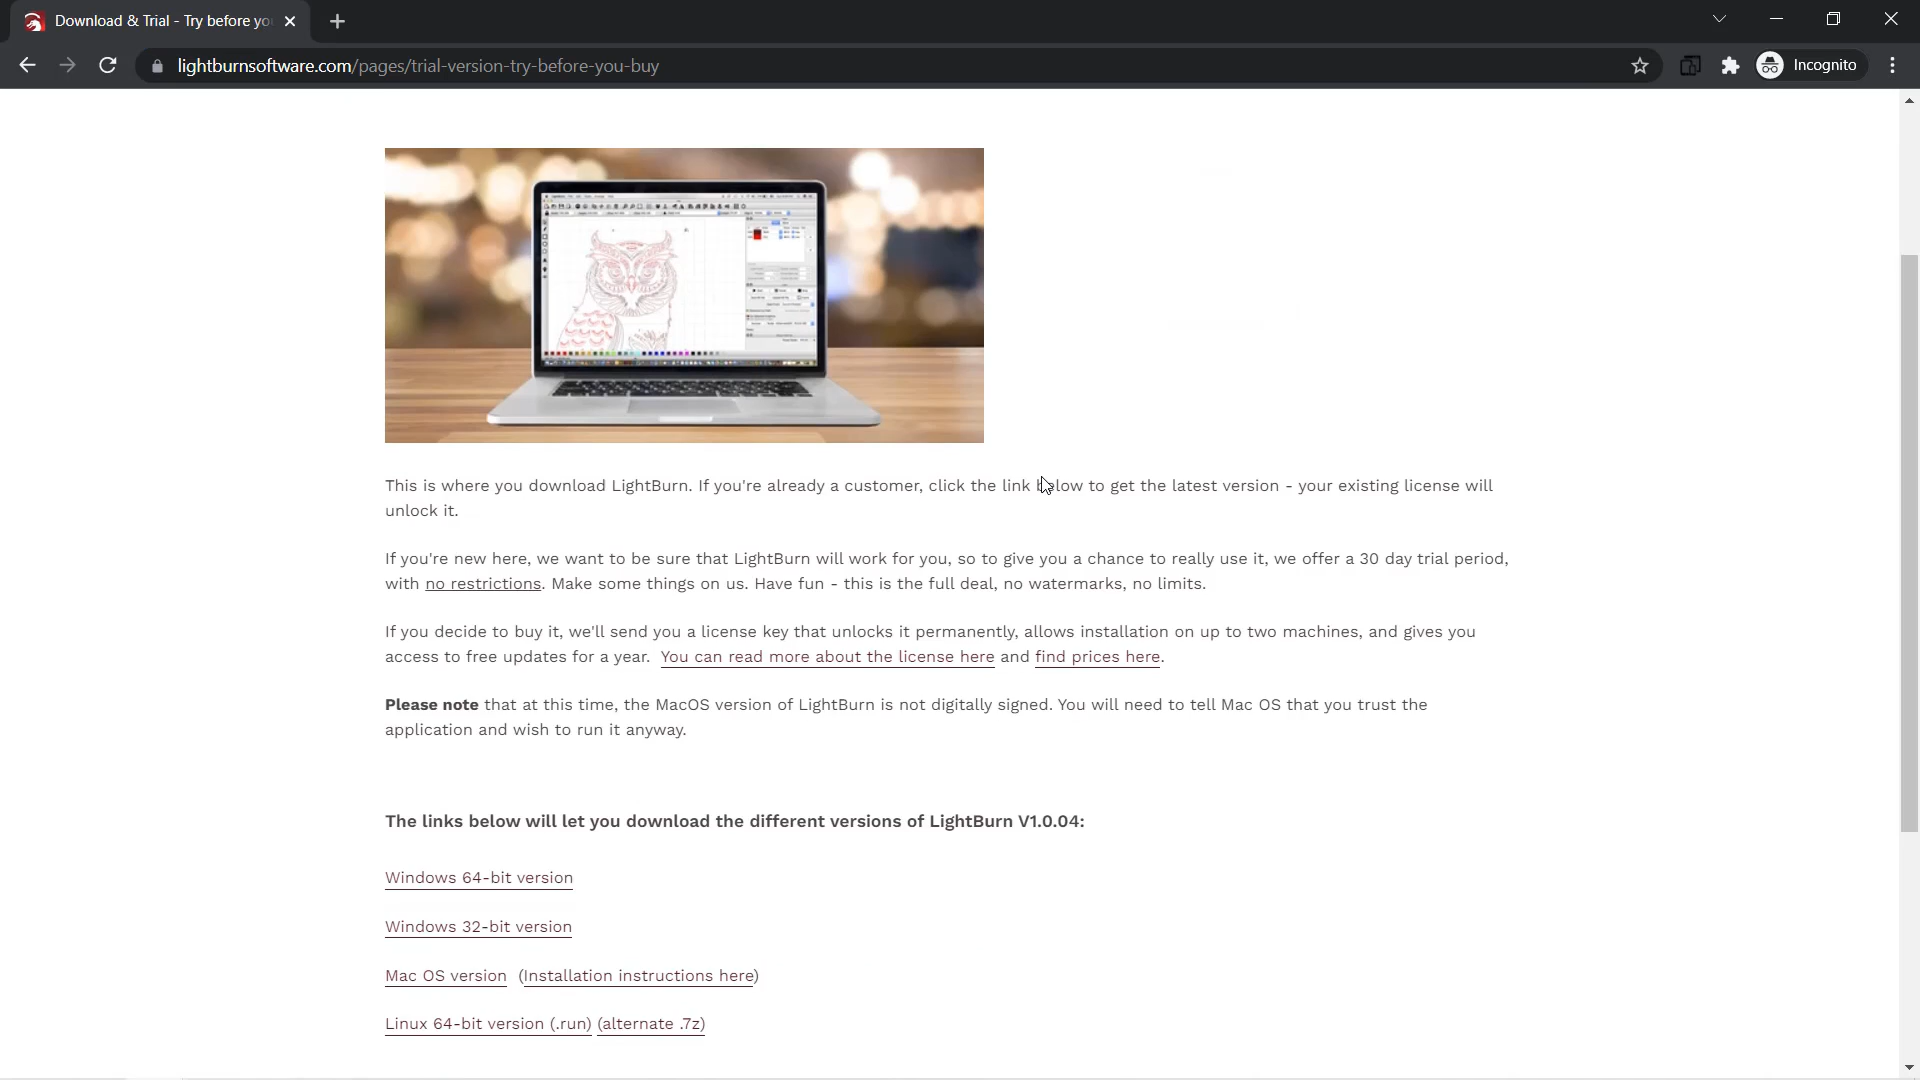 Download & Trial - Try before yo
lightburnsoftware.com/pages/trial-version-try-before-you-buy
Incognito
This is where you download LightBurn. If you're already a customer, click the link below to get the latest version - your existing license will
unlock it.
If you're new here, we want to be sure that LightBurn will work for you, so to give you a chance to really use it, we offer a 30 day trial period,
with no restrictions. Make some things on us. Have fun - this is the full deal, no watermarks, no limits.
If you decide to buy it, we'll send you a license key that unlocks it permanently, allows installation on up to two machines, and gives you
access to free updates for a year. You can read more about the license here and find prices here.
Please note that at this time, the MacOS version of LightBurn is not digitally signed. You will need to tell Mac OS that you trust the
application and wish to run it anyway.
The links below will let you download the different versions of LightBurn V1.0.04:
Windows 64-bit version
Windows 32-bit version
Mac OS version (Installation instructions here)
Linux 64-bit version (.run) (alternate .7z)